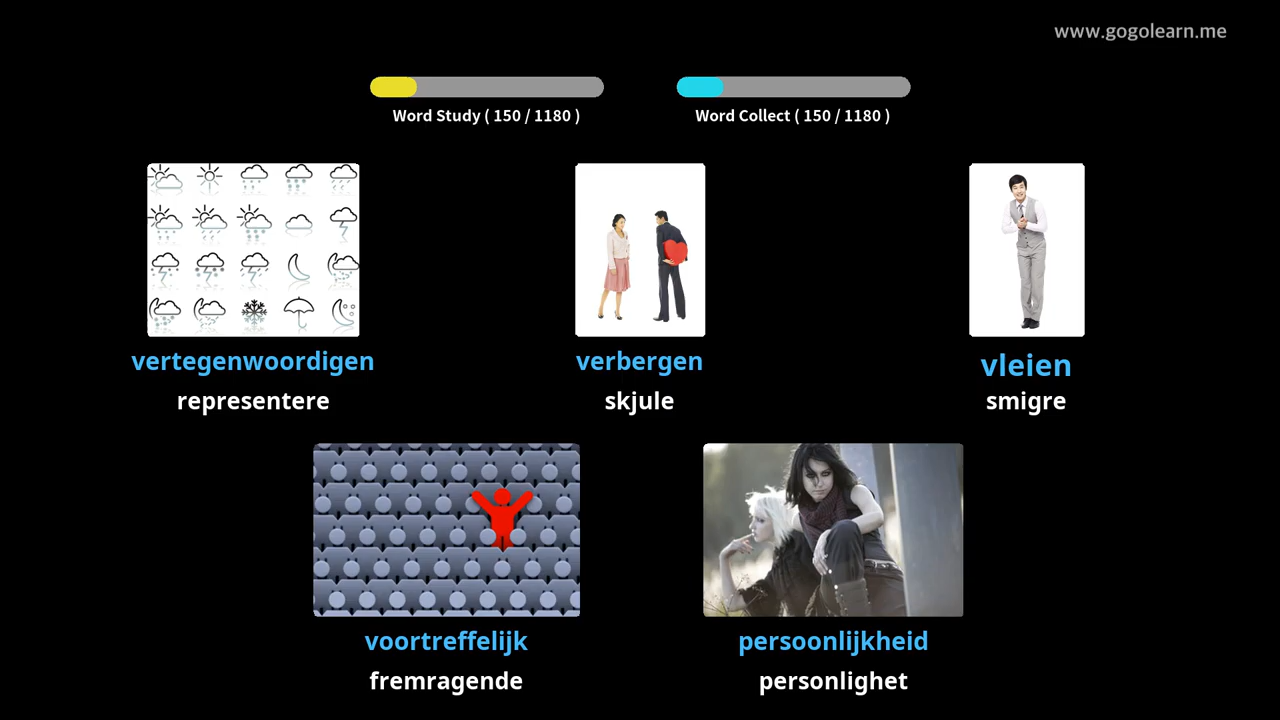 www.gogolearn.me
Word Study ( 150 / 1180 )
Word Collect ( 150 / 1180 )
vertegenwoordigen
representere
verbergen
skjule
vleien
smigre
voortreffelijk
fremragende
persoonlijkheid
personlighet